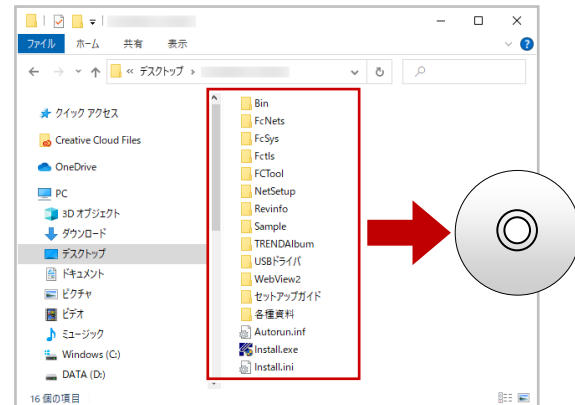 ファイル ホーム 共有 表示
« デスクトップ ›
クイック アクセス
Creative Cloud Files
OneDrive
PC
3D オブジェクト
ダウンロード
デスクトップ
ドキュメント
ピクチャ
ビデオ
ミュージック
Windows (C:)
DATA (D:)
Bin
FcNets
FcSys
Fctls
FCTool
NetSetup
Revinfo
Sample
TRENDAlbum
USBドライバ
WebView2
セットアップガイド
各種資料
Autorun.inf
Install.exe
Install.ini
16 個の項目